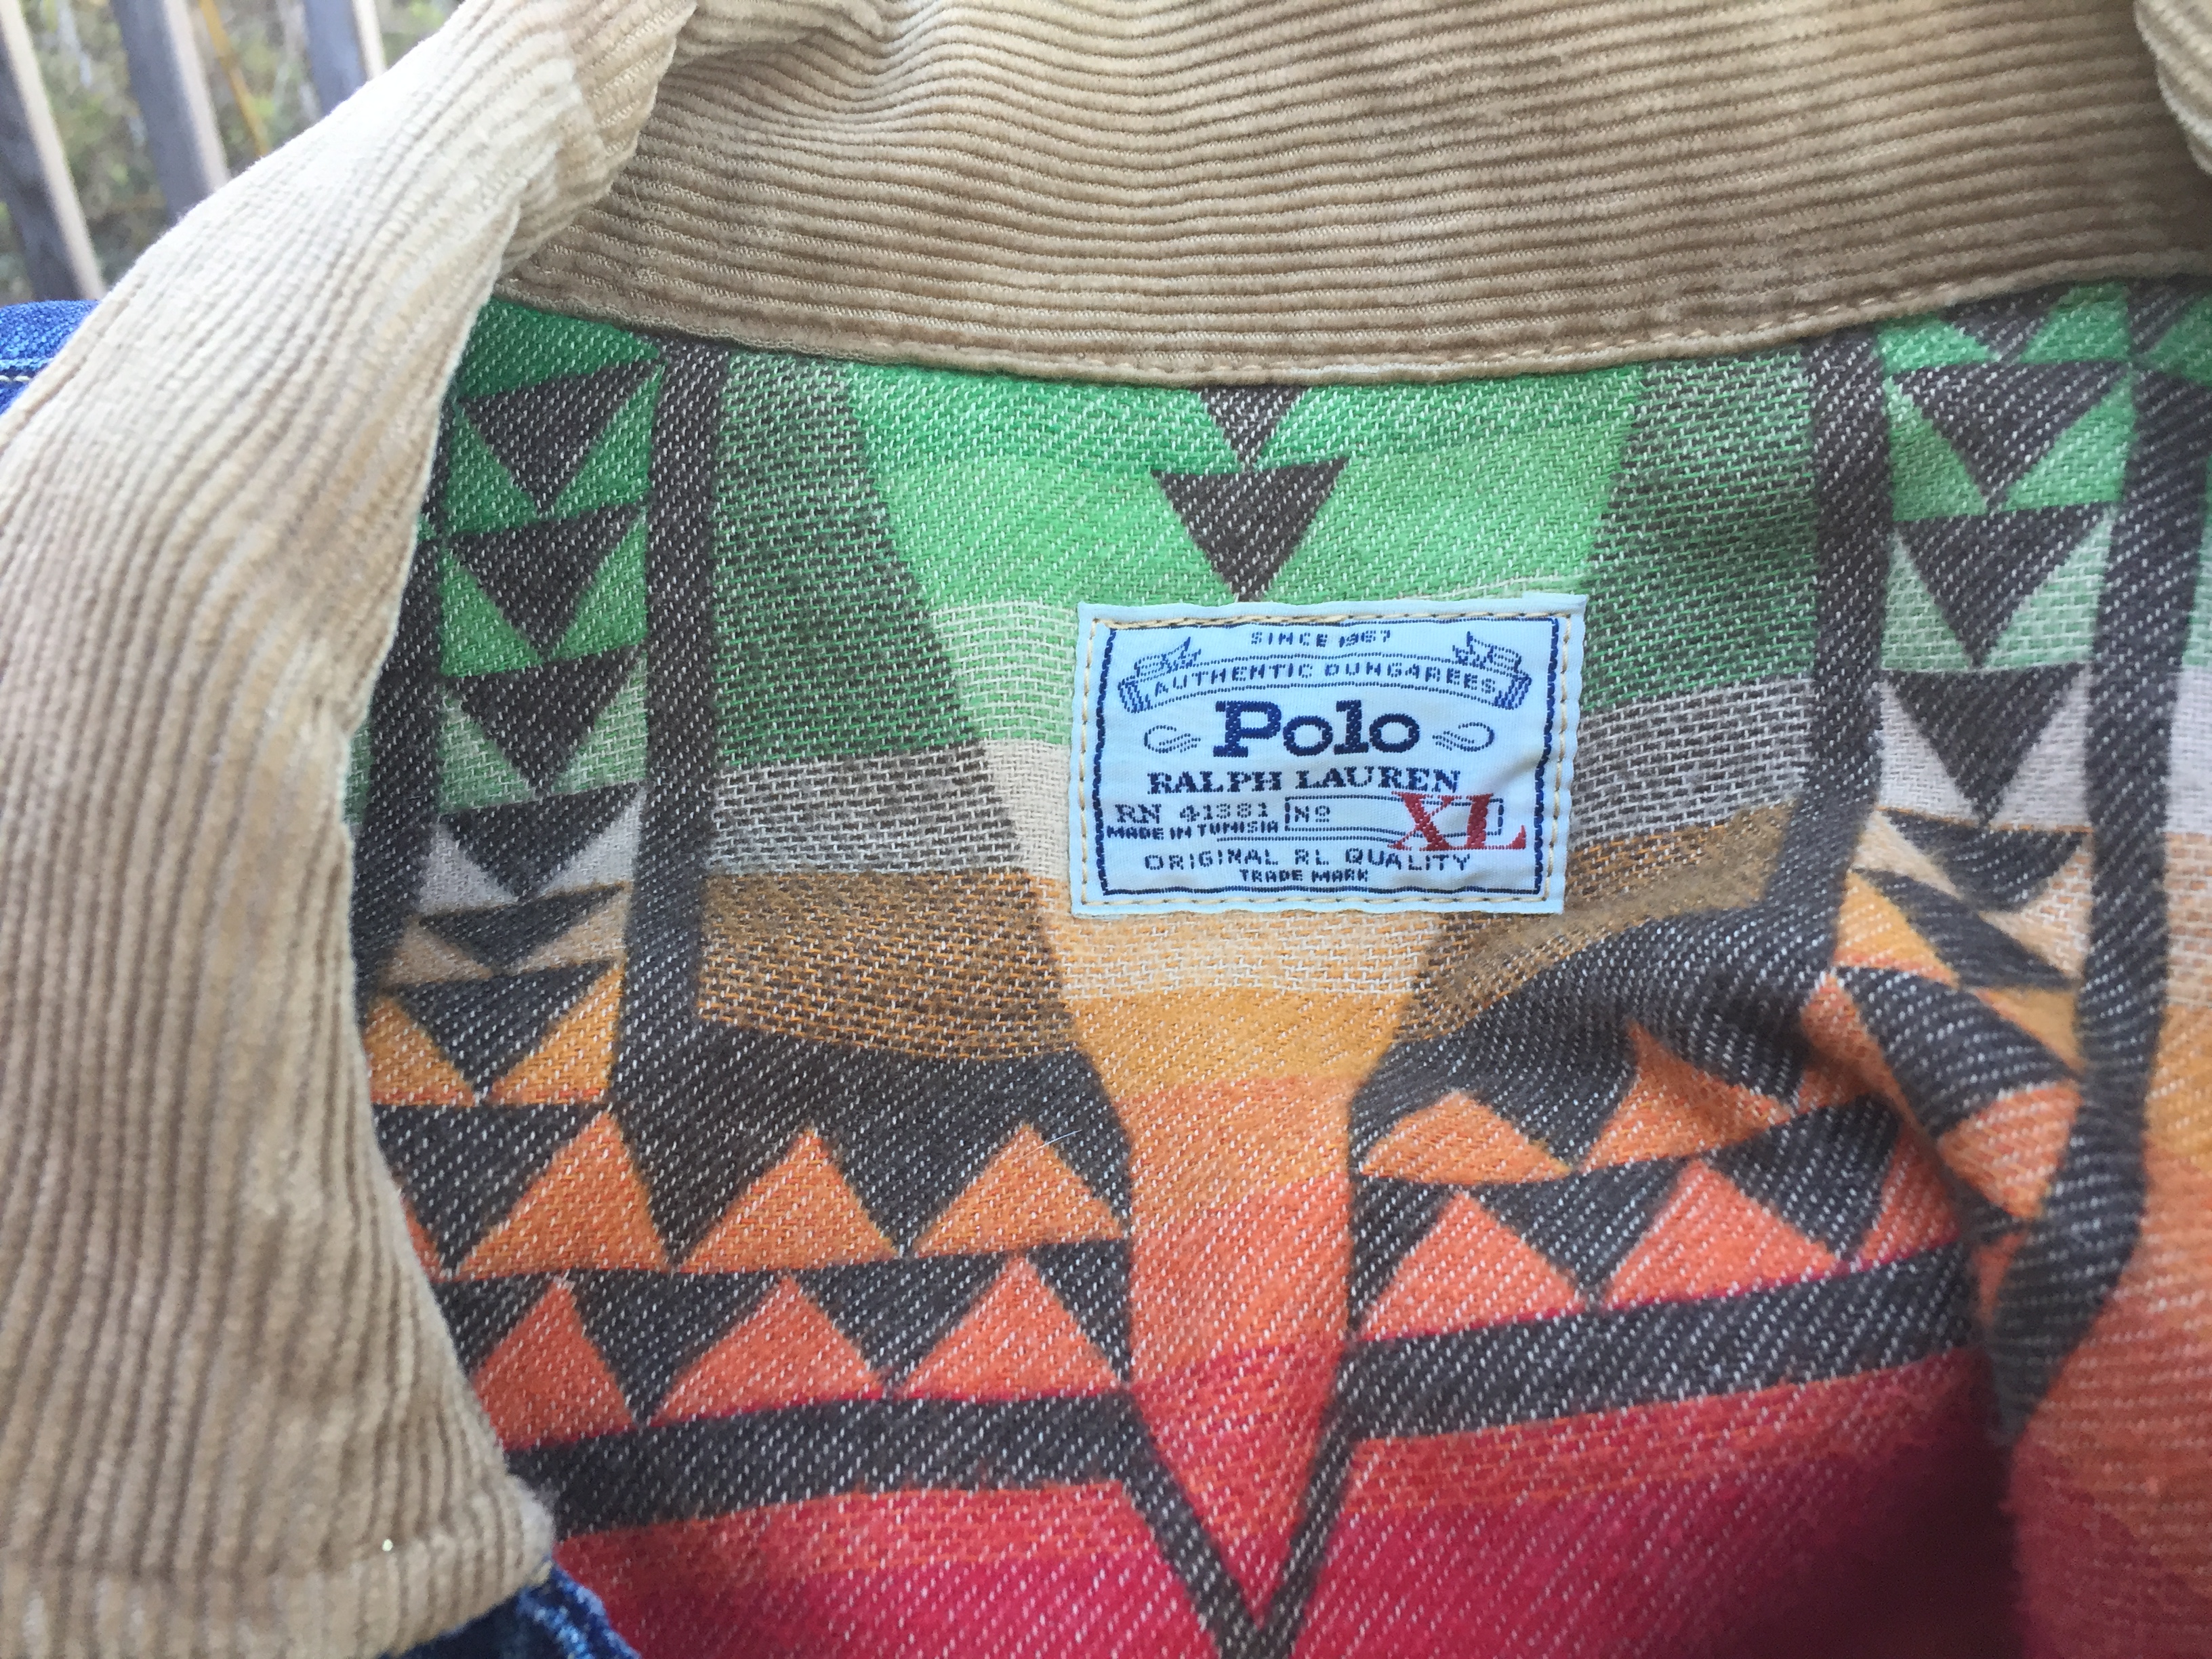 SINCE 1967
AUTHENTIC DUNGAREES
Polo
RALPH LAUREN
RN 41381 No XL
MADE IN TUNISIA
ORIGINAL RL QUALITY
TRADE MARK